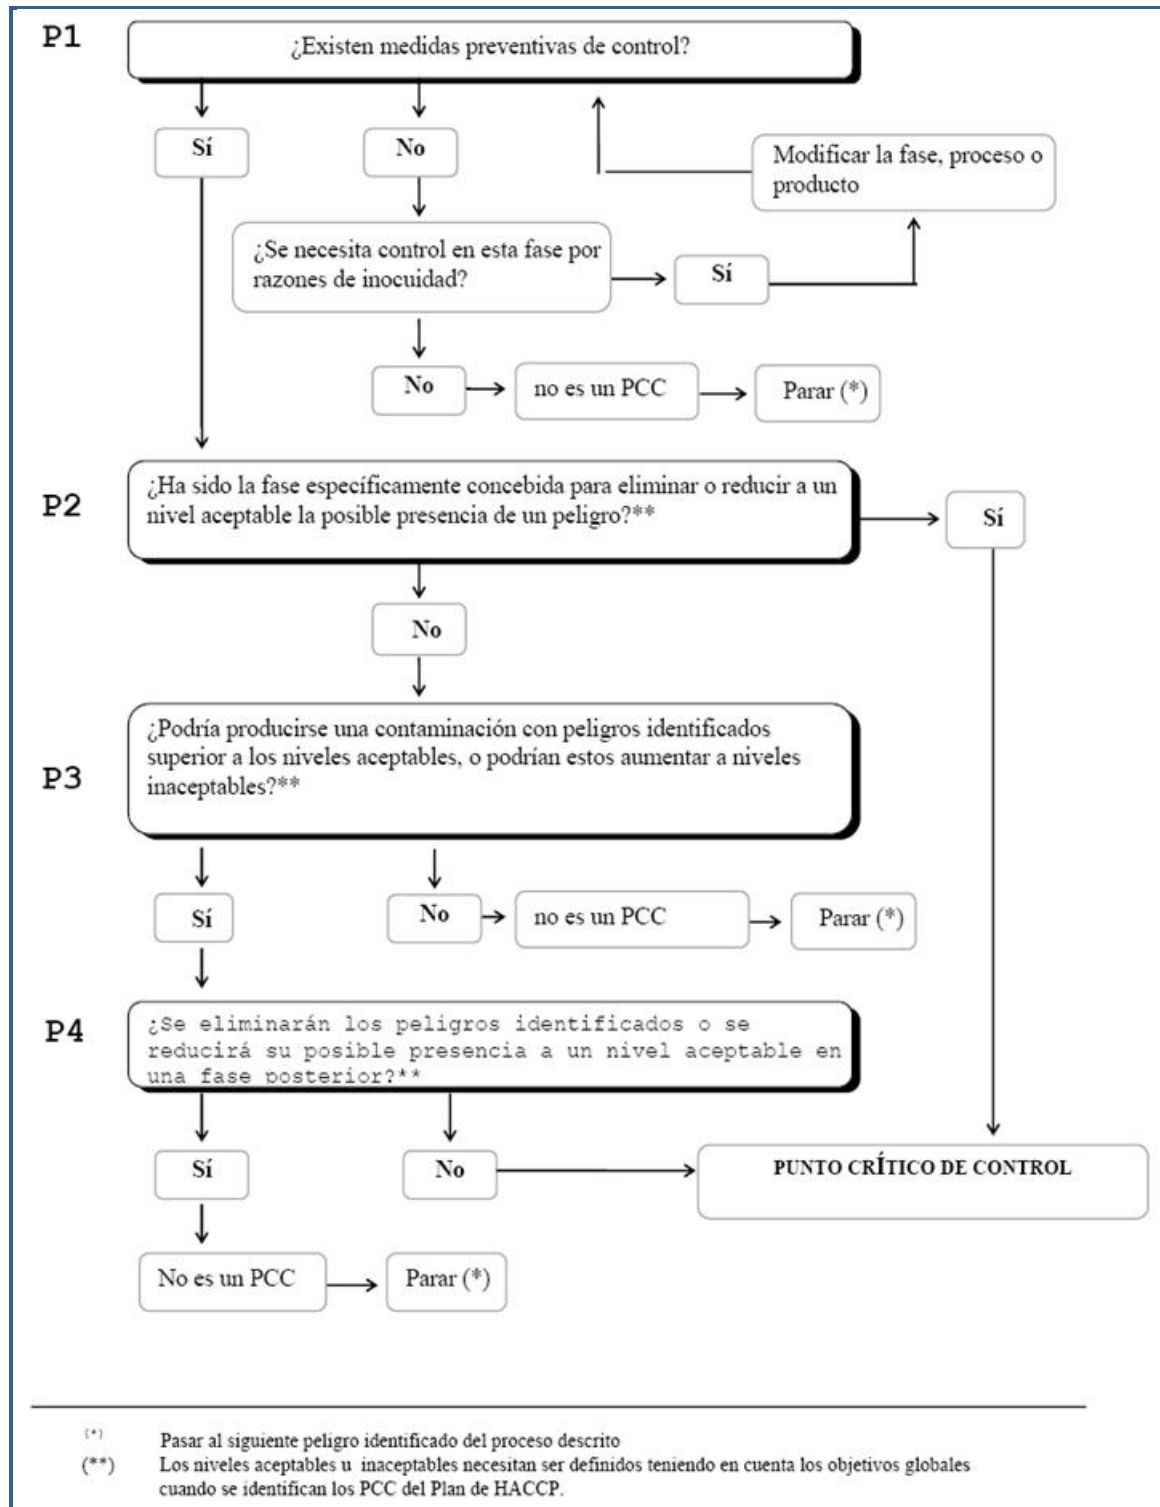 P1
¿Existen medidas preventivas de control?
Sí
No
Modificar la fase, proceso o
producto
¿Se necesita control en esta fase por
razones de inocuidad?
Sí
No
no es un PCC
Parar (*)
P2
¿Ha sido la fase específicamente concebida para eliminar o reducir a un
nivel aceptable la posible presencia de un peligro?**
Sí
No
P3
¿Podría producirse una contaminación con peligros identificados
superior a los niveles aceptables, o podrían estos aumentar a niveles
inaceptables?**
Sí
No
no es un PCC
Parar (*)
P4
¿Se eliminarán los peligros identificados o se
reducirá su posible presencia a un nivel aceptable en
una fase posterior?**
Sí
No
PUNTO CRÍTICO DE CONTROL
No es un PCC
Parar (*)
(*) Pasar al siguiente peligro identificado del proceso descrito
(**) Los niveles aceptables u inaceptables necesitan ser definidos teniendo en cuenta los objetivos globales
cuando se identifican los PCC del Plan de HACCP.